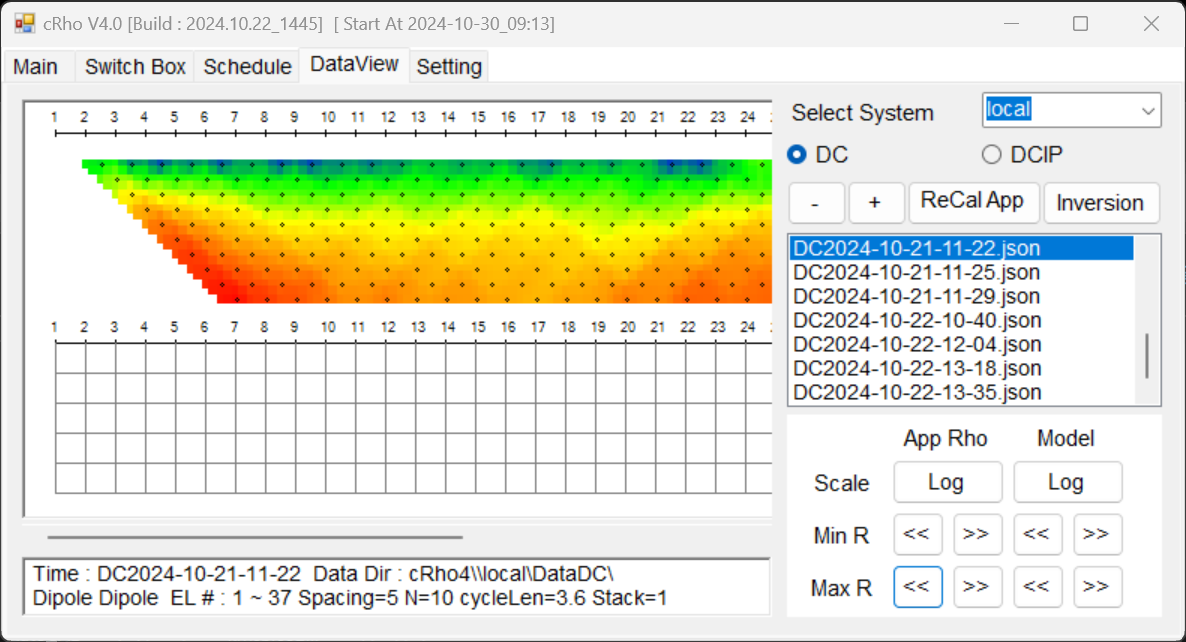 cRho V4.0 [Build : 2024.10.22_1445] [ Start At 2024-10-30_09:13]
Main Switch Box Schedule DataView Setting
1 2 3 4 5 6 7 8 9 10 11 12 13 14 15 16 17 18 19 20 21 22 23 24
1 2 3 4 5 6 7 8 9 10 11 12 13 14 15 16 17 18 19 20 21 22 23 24
Time : DC2024-10-21-11-22 Data Dir : cRho4\\local\DataDC\
Dipole Dipole EL # : 1 ~ 37 Spacing=5 N=10 cycleLen=3.6 Stack=1
Select System local
DC DCIP
- + ReCal App Inversion
DC2024-10-21-11-22.json
DC2024-10-21-11-25.json
DC2024-10-21-11-29.json
DC2024-10-22-10-40.json
DC2024-10-22-12-04.json
DC2024-10-22-13-18.json
DC2024-10-22-13-35.json
App Rho Model
Scale Log Log
Min R << >> << >>
Max R << >> << >>